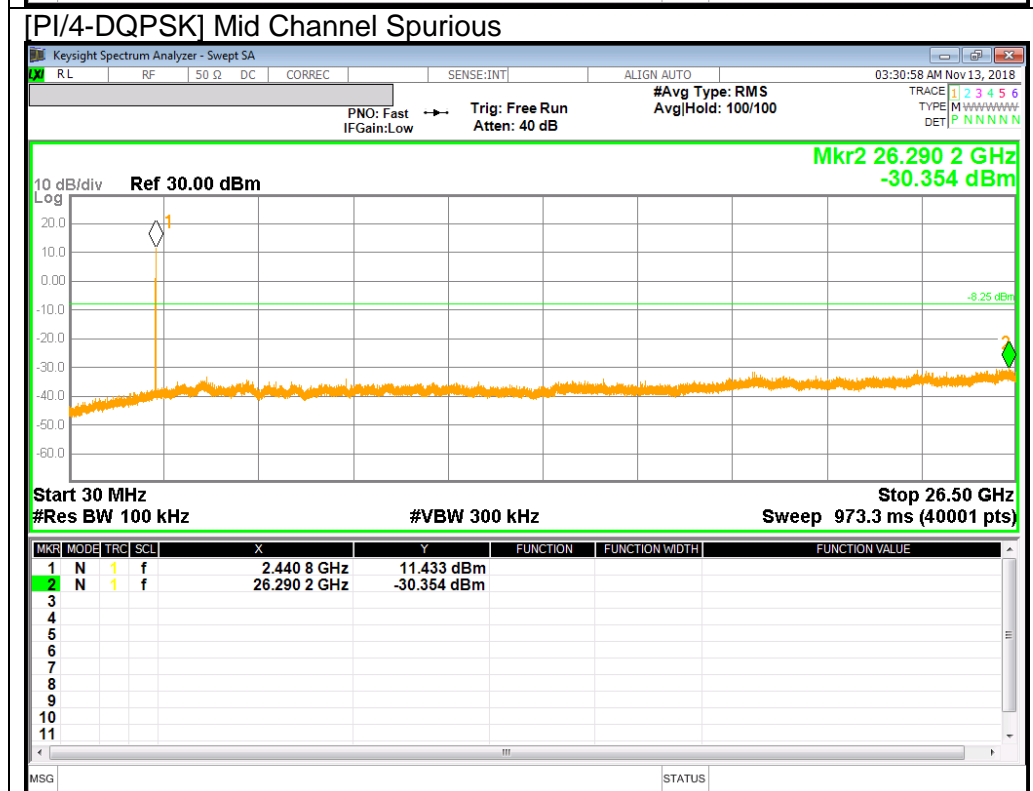 [PI/4-DQPSK] Mid Channel Spurious
Keysight Spectrum Analyzer - Swept SA
LXI RL RF 50 Ω DC CORREC SENSE:INT ALIGN AUTO 03:30:58 AM Nov 13, 2018
PNO: Fast Trig: Free Run #Avg Type: RMS TRACE 1 2 3 4 5 6
IFGain:Low Atten: 40 dB Avg|Hold: 100/100 TYPE M WWWWW
DET P N N N N N
Mkr2 26.290 2 GHz
-30.354 dBm
10 dB/div Ref 30.00 dBm
Log
20.0
1
10.0
0.00
-8.25 dBm
-10.0
-20.0
2
-30.0
-40.0
-50.0
-60.0
Start 30 MHz Stop 26.50 GHz
#Res BW 100 kHz #VBW 300 kHz Sweep 973.3 ms (40001 pts)
MKR MODE TRC SCL X Y FUNCTION FUNCTION WIDTH FUNCTION VALUE
1 N 1 f 2.440 8 GHz 11.433 dBm
2 N 1 f 26.290 2 GHz -30.354 dBm
3
4
5
6
7
8
9
10
11
MSG STATUS